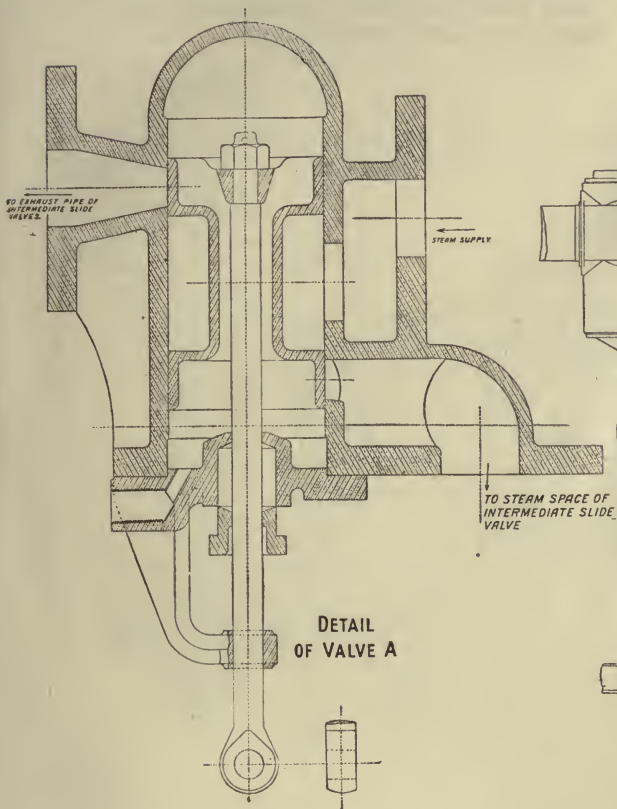 TO EXHAUST PIPE OF
INTERMEDIATE SLIDE
VALVES.
STEAM SUPPLY
TO STEAM SPACE OF
INTERMEDIATE SLIDE
VALVE
DETAIL
OF VALVE A